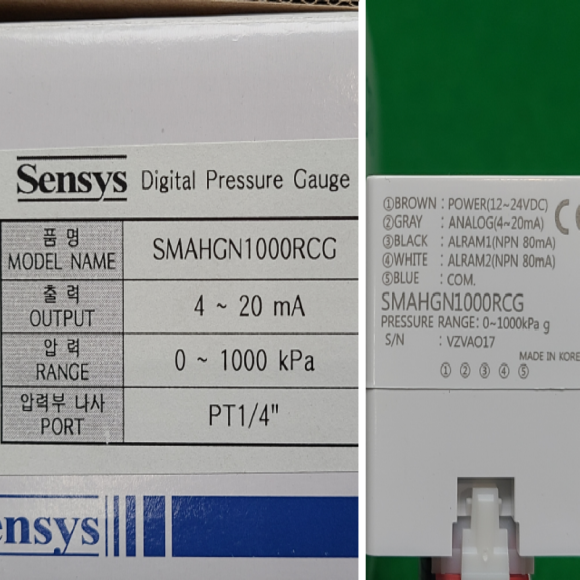 Sensys Digital Pressure Gauge
품 명
MODEL NAME
SMAHGN1000RCG
출 력
OUTPUT
4 ~ 20 mA
압 력
RANGE
0 ~ 1000 kPa
압력부 나사
PORT
PT1/4"
ensys
①BROWN : POWER(12~24VDC)
②GRAY : ANALOG(4~20mA)
③BLACK : ALRAM1(NPN 80mA)
④WHITE : ALRAM2(NPN 80mA)
⑤BLUE : COM.
SMAHGN1000RCG
PRESSURE RANGE: 0~1000kPa g
S/N : VZVAO17
MADE IN KORE
① ② ③ ④ ⑤